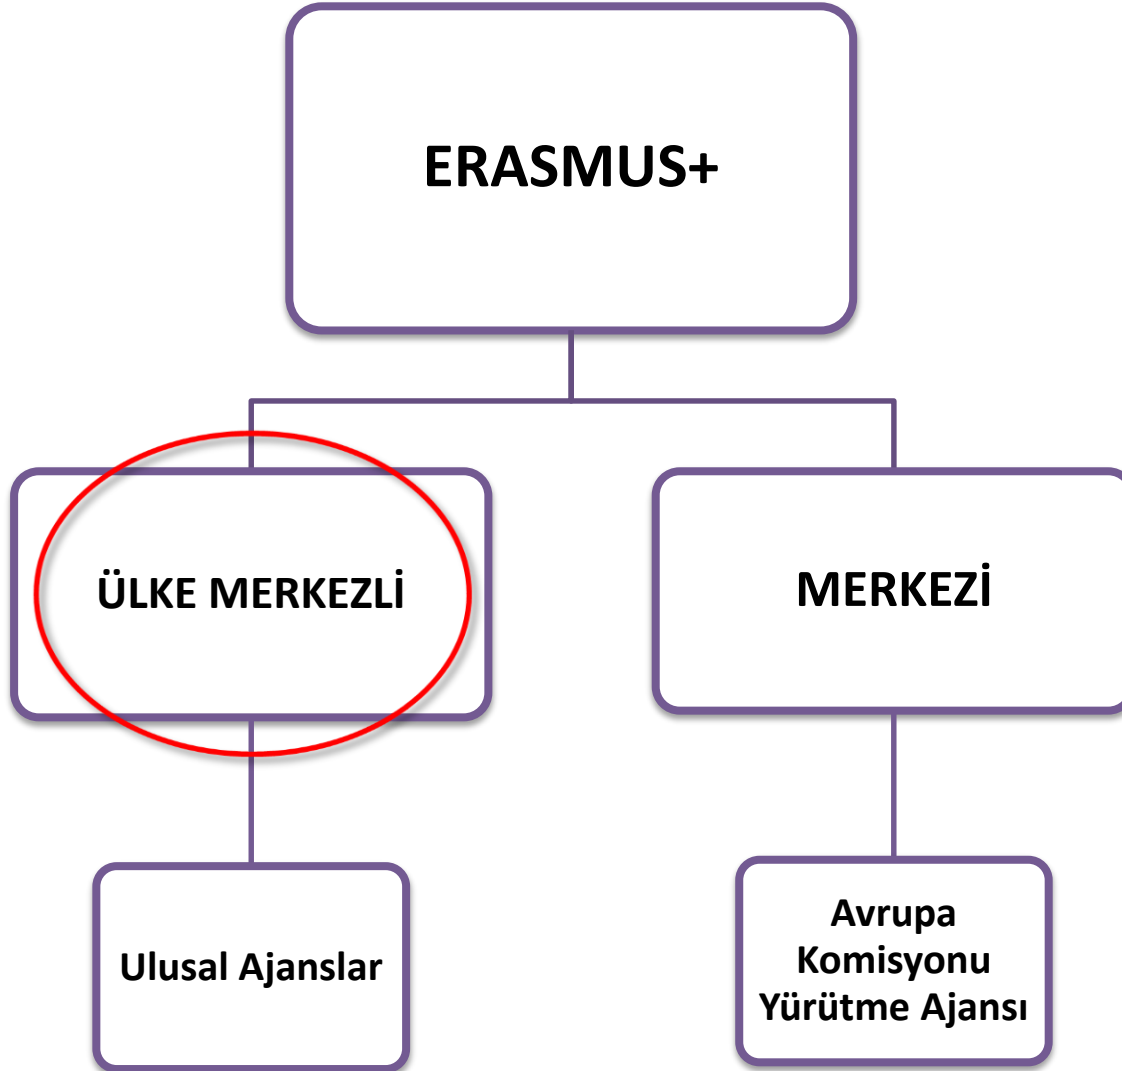 ERASMUS+
ÜLKE MERKEZLİ
MERKEZİ
Ulusal Ajanslar
Avrupa
Komisyonu
Yürütme Ajansı